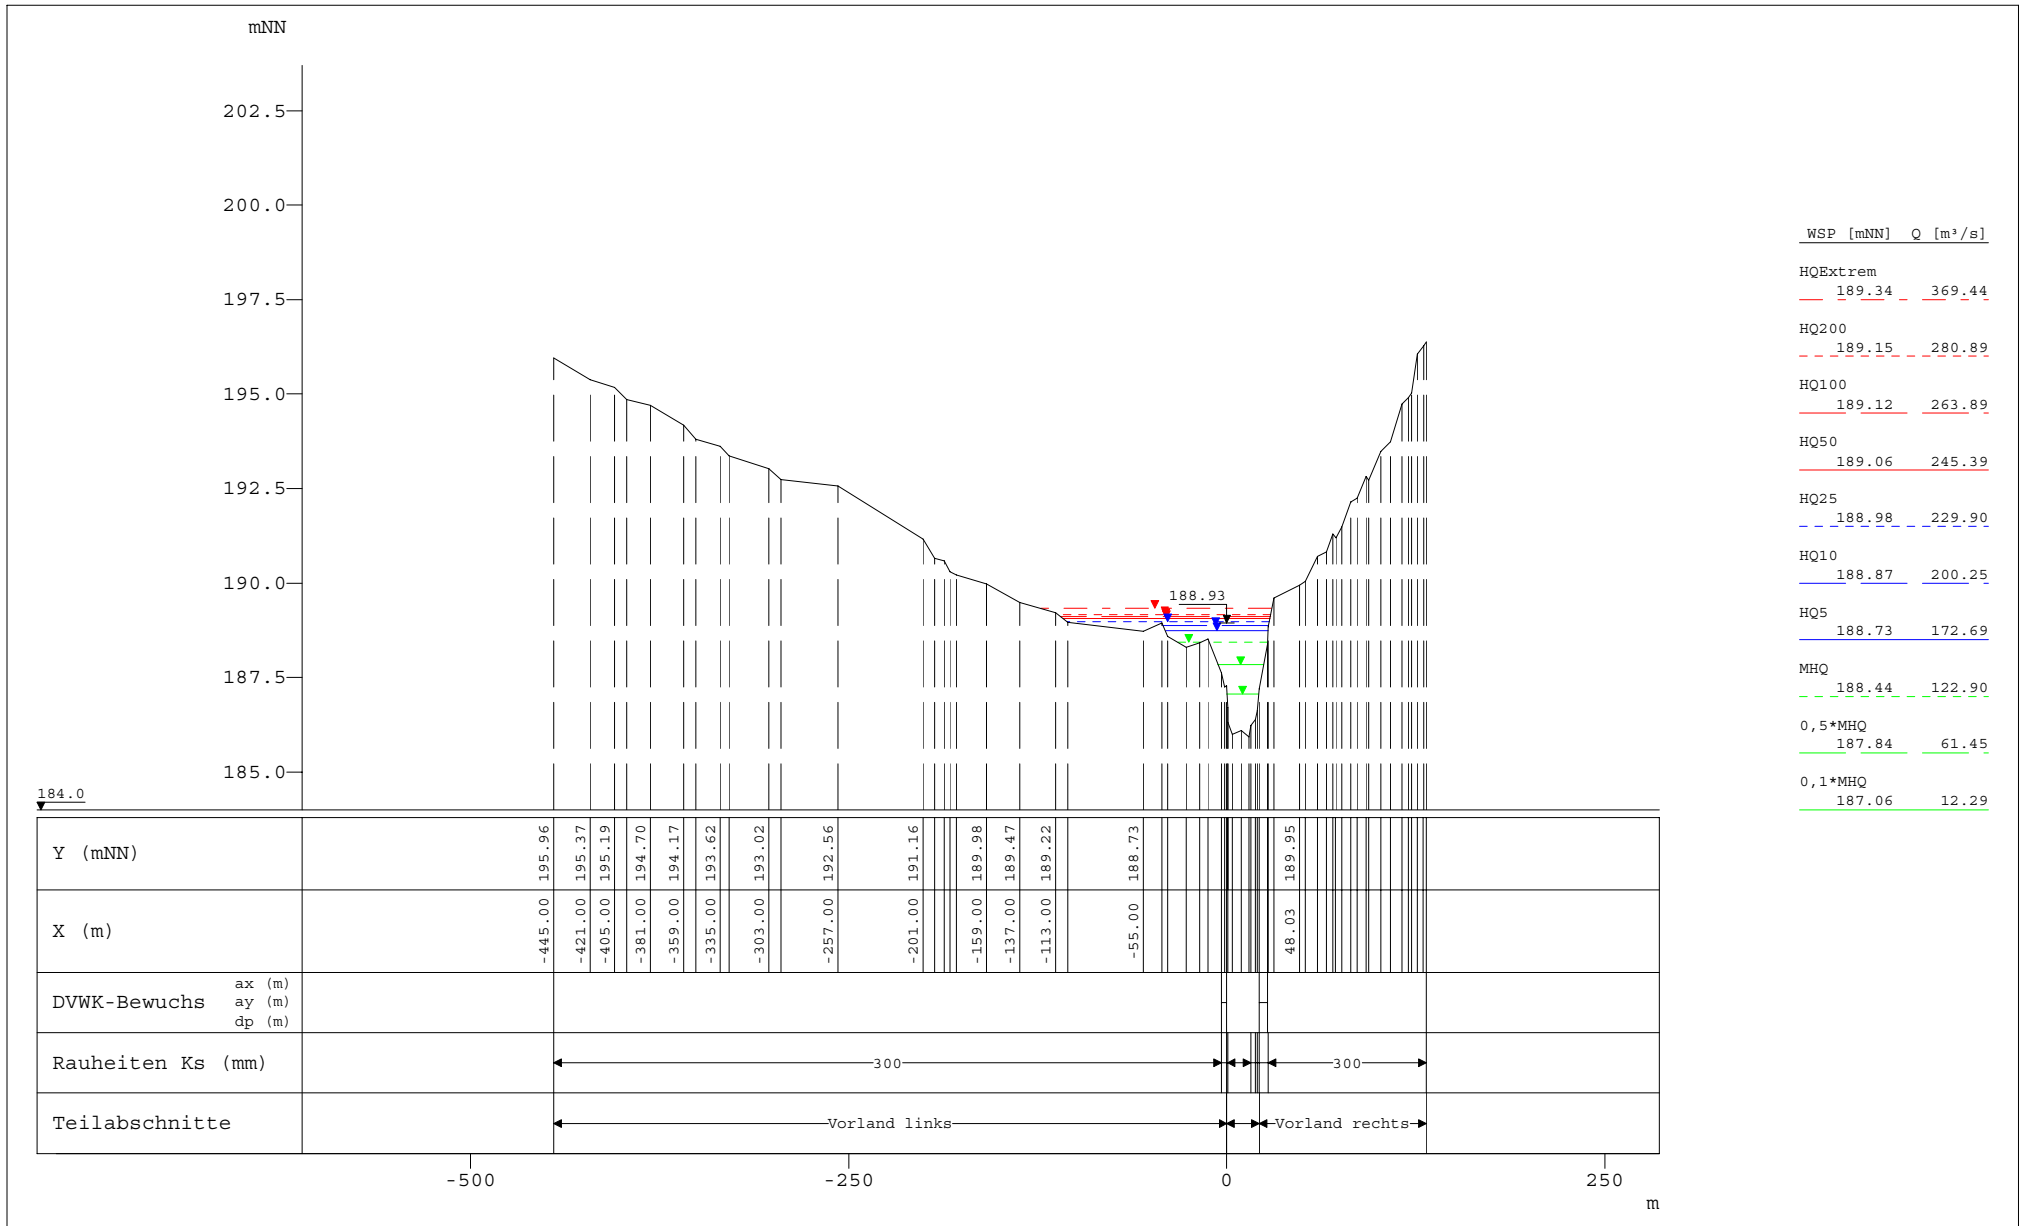 mNN
202.5
200.0
197.5
195.0
192.5
190.0
187.5
185.0
184.0
188.93
WSP [mNN] Q [m³/s]
HQExtrem
189.34 369.44
HQ200
189.15 280.89
HQ100
189.12 263.89
HQ50
189.06 245.39
HQ25
188.98 229.90
HQ10
188.87 200.25
HQ5
188.73 172.69
MHQ
188.44 122.90
0,5*MHQ
187.84 61.45
0,1*MHQ
187.06 12.29
Y (mNN) 195.96 195.37 195.19 194.70 194.17 193.62 193.02 192.56 191.16 189.98 189.47 189.22 188.73 189.95
X (m) -445.00 -421.00 -405.00 -381.00 -359.00 -335.00 -303.00 -257.00 -201.00 -159.00 -137.00 -113.00 -55.00 48.03
DVWK-Bewuchs
ax (m)
ay (m)
dp (m)
Rauheiten Ks (mm) 300 300
Teilabschnitte Vorland links Vorland rechts
-500 -250 0 250
m